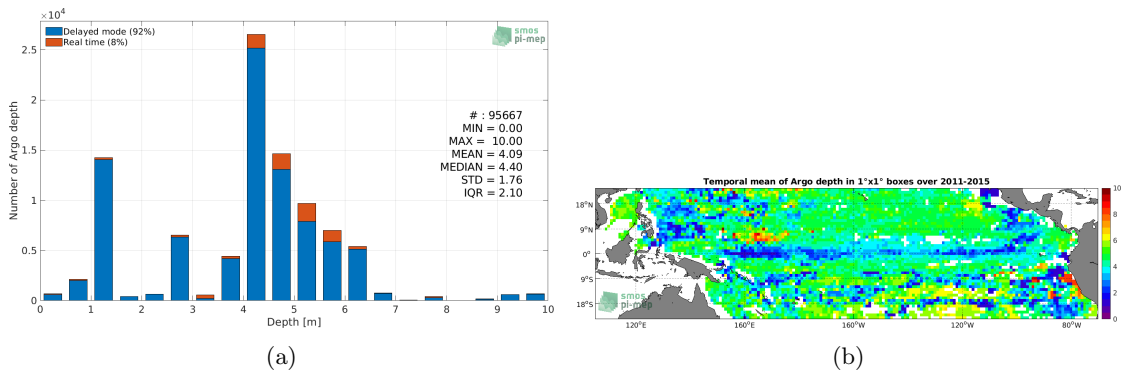 ×10⁴
Delayed mode (92%)
Real time (8%)
smos
pi-mep
2.5
2
1.5
1
0.5
0
Number of Argo depth
# : 95667
MIN = 0.00
MAX = 10.00
MEAN = 4.09
MEDIAN = 4.40
STD = 1.76
IQR = 2.10
0 1 2 3 4 5 6 7 8 9 10
Depth [m]
(a)
Temporal mean of Argo depth in 1°x1° boxes over 2011-2015
18°N
9°N
0°
9°S
18°S
smos
pi-mep
120°E 160°E 160°W 120°W 80°W
10
8
6
4
2
0
(b)